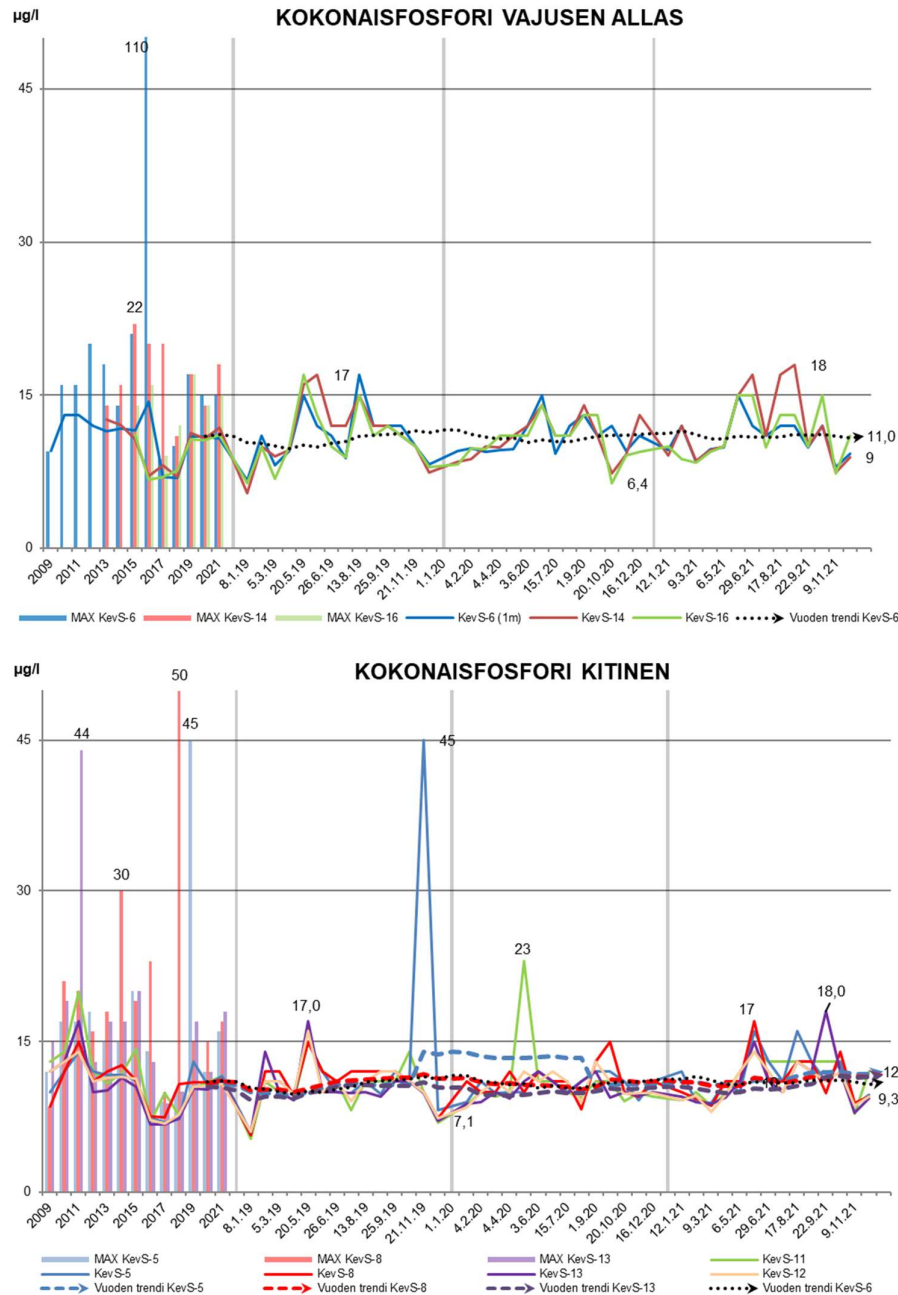 µg/l
KOKONAISFOSFORI VAJUSEN ALLAS
110
45
30
22
17
18
15
11,0
9
6,4
0
2009 2011 2013 2015 2017 2019 2021 8.1.19 5.3.19 20.5.19 26.6.19 13.8.19 25.9.19 21.11.19 1.1.20 4.2.20 4.4.20 3.6.20 15.7.20 1.9.20 20.10.20 16.12.20 12.1.21 9.3.21 6.5.21 29.6.21 17.8.21 22.9.21 9.11.21
MAX KevS-6 MAX KevS-14 MAX KevS-16 KevS-6 (1m) KevS-14 KevS-16 Vuoden trendi KevS-6
µg/l
KOKONAISFOSFORI KITINEN
50
44
45
45
45
30
30
23
17,0
17
18,0
15
12
9,3
7,1
0
2009 2011 2013 2015 2017 2019 2021 8.1.19 5.3.19 20.5.19 26.6.19 13.8.19 25.9.19 21.11.19 1.1.20 4.2.20 4.4.20 3.6.20 15.7.20 1.9.20 20.10.20 16.12.20 12.1.21 9.3.21 6.5.21 29.6.21 17.8.21 22.9.21 9.11.21
MAX KevS-5 MAX KevS-8 MAX KevS-13 KevS-11
KevS-5 KevS-8 KevS-13 KevS-12
Vuoden trendi KevS-5 Vuoden trendi KevS-8 Vuoden trendi KevS-13 Vuoden trendi KevS-6